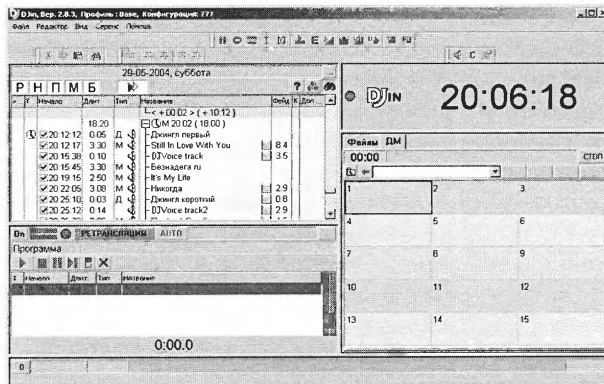 DJin, Вер. 2.8.3, Профиль : Base, Конфигурация: 777
Файл Редактор Вид Сервис Помощь
29-05-2004, суббота
Р Н П М Б
Начало Длит Тип Название Фейд К Доп
< +00:02 > ( + 10:12 )
18:20 М 20:02 ( 18:00 )
20:12:12 0:05 Д Джингл первый
20:12:17 3:30 М Still In Love With You 8.4
20:15:38 0:10 DJVoice track 3.5
20:15:45 3:30 М Безнадега ru
20:19:15 2:50 М It's My Life
20:22:05 3:08 М Никогда 2.9
20:25:10 0:03 Д Джингл короткий 0.8
20:25:12 0:14 DJVoice track2 2.9
DJIN
20:06:18
Файлы ДМ
00:00 СТОП
1 2 3
4 5 6
7 8 9
10 11 12
13 14 15
On РЕТРАНСЛЯЦИЯ AUTO
Программа
Начало Длит Тип Название
0:00.0
0